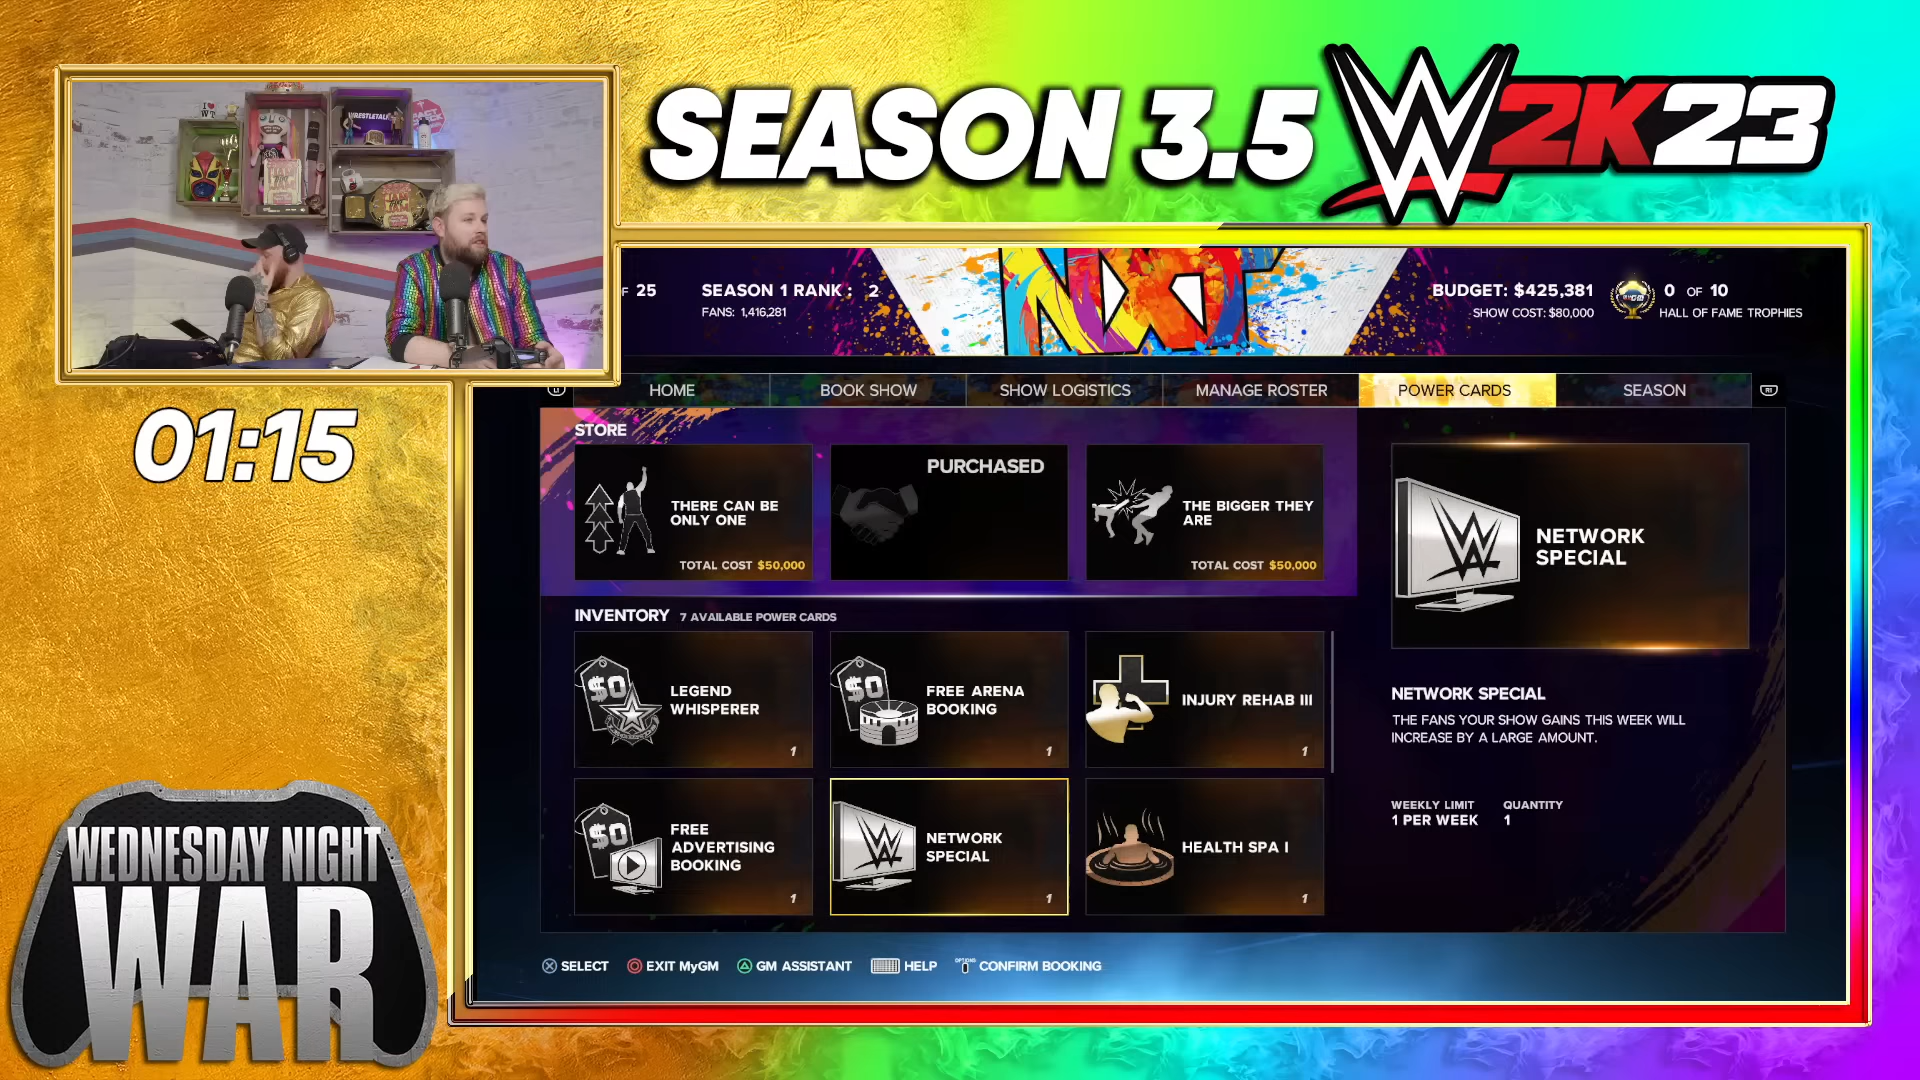 SEASON 3.5 W 2K23
I ♥
WT
WRESTLETALK
01:15
WEDNESDAY NIGHT
WAR
25
SEASON 1 RANK : 2
FANS: 1,416,281
NXT
BUDGET: $425,381
SHOW COST: $80,000
0 OF 10
HALL OF FAME TROPHIES
HOME
BOOK SHOW
SHOW LOGISTICS
MANAGE ROSTER
POWER CARDS
SEASON
R1
STORE
THERE CAN BE
ONLY ONE
TOTAL COST $50,000
PURCHASED
THE BIGGER THEY
ARE
TOTAL COST $50,000
INVENTORY 7 AVAILABLE POWER CARDS
$0
LEGEND
WHISPERER
1
$0
FREE ARENA
BOOKING
1
INJURY REHAB III
1
$0
FREE
ADVERTISING
BOOKING
1
W
NETWORK
SPECIAL
1
HEALTH SPA I
1
W
NETWORK
SPECIAL
NETWORK SPECIAL
THE FANS YOUR SHOW GAINS THIS WEEK WILL
INCREASE BY A LARGE AMOUNT.
WEEKLY LIMIT
1 PER WEEK
QUANTITY
1
SELECT
EXIT MyGM
GM ASSISTANT
HELP
OPTIONS
CONFIRM BOOKING